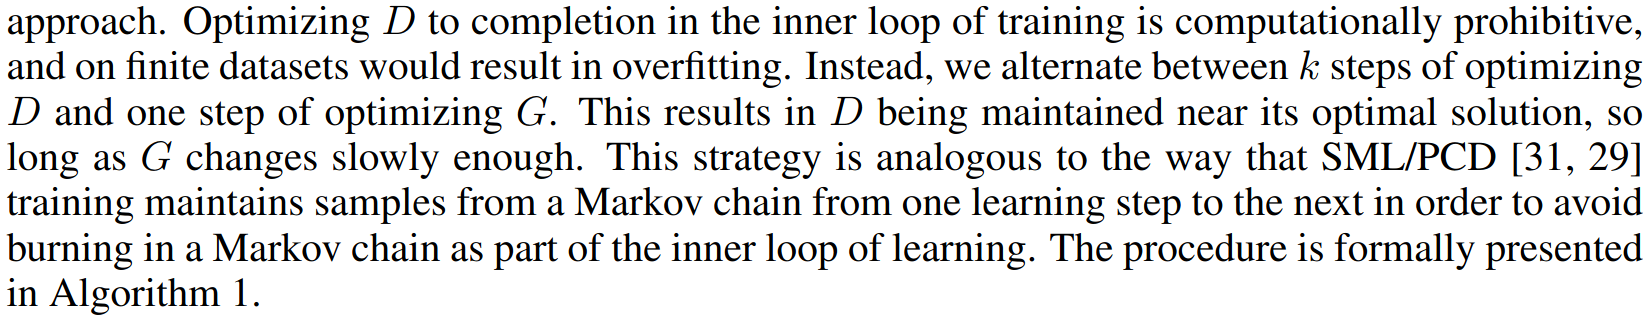 approach. Optimizing D to completion in the inner loop of training is computationally prohibitive,
and on finite datasets would result in overfitting. Instead, we alternate between k steps of optimizing
D and one step of optimizing G. This results in D being maintained near its optimal solution, so
long as G changes slowly enough. This strategy is analogous to the way that SML/PCD [31, 29]
training maintains samples from a Markov chain from one learning step to the next in order to avoid
burning in a Markov chain as part of the inner loop of learning. The procedure is formally presented
in Algorithm 1.